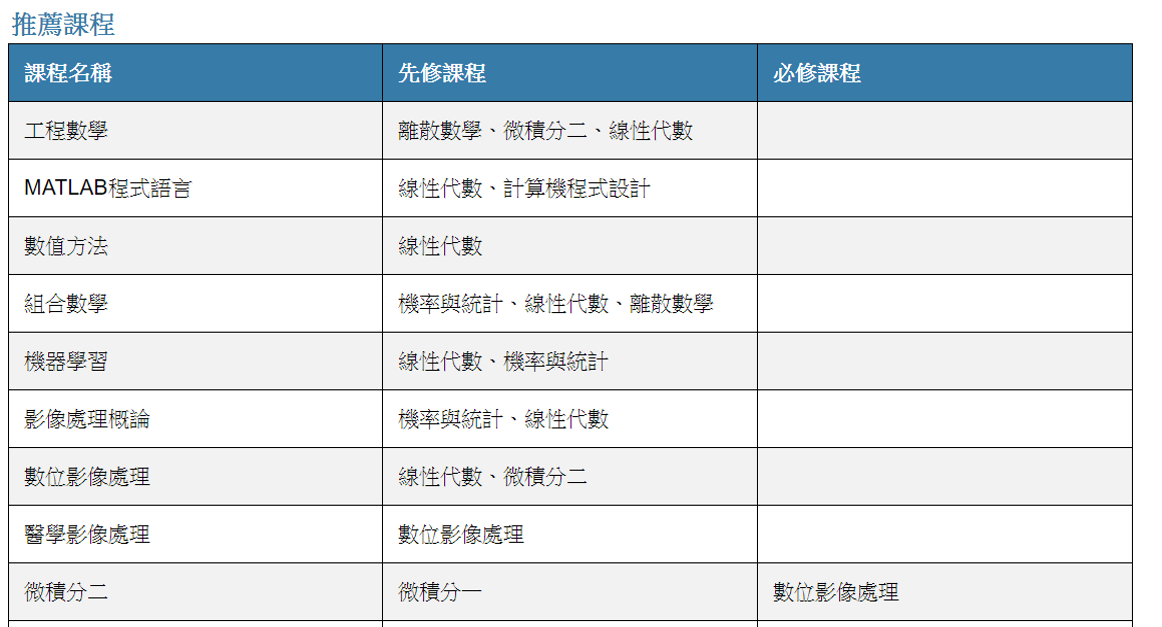 推薦課程
課程名稱 先修課程 必修課程
工程數學 離散數學、微積分二、線性代數
MATLAB程式語言 線性代數、計算機程式設計
數值方法 線性代數
組合數學 機率與統計、線性代數、離散數學
機器學習 線性代數、機率與統計
影像處理概論 機率與統計、線性代數
數位影像處理 線性代數、微積分二
醫學影像處理 數位影像處理
微積分二 微積分一 數位影像處理